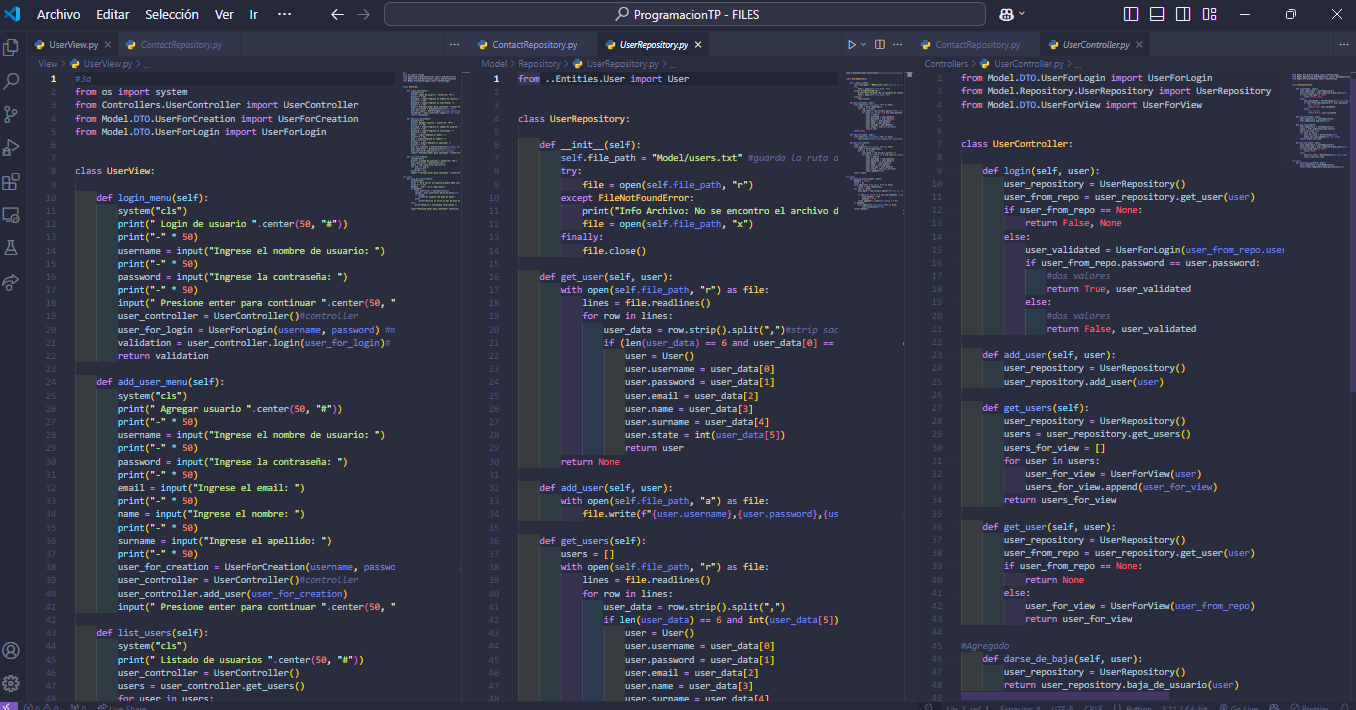 Archivo Editar Selección Ver Ir ··· ProgramacionTP - FILES
UserView.py ContactRepository.py
View > UserView.py > ...
1 #3a
2 from os import system
3 from Controllers.UserController import UserController
4 from Model.DTO.UserForCreation import UserForCreation
5 from Model.DTO.UserForLogin import UserForLogin
6
7
8 class UserView:
9
10 def login_menu(self):
11 system("cls")
12 print(" Login de usuario ".center(50, "#"))
13 print("-" * 50)
14 username = input("Ingrese el nombre de usuario: ")
15 print("-" * 50)
16 password = input("Ingrese la contraseña: ")
17 print("-" * 50)
18 input(" Presione enter para continuar ".center(50, "
19 user_controller = UserController()#controller
20 user_for_login = UserForLogin(username, password) #m
21 validation = user_controller.login(user_for_login)#
22 return validation
23
24 def add_user_menu(self):
25 system("cls")
26 print(" Agregar usuario ".center(50, "#"))
27 print("-" * 50)
28 username = input("Ingrese el nombre de usuario: ")
29 print("-" * 50)
30 password = input("Ingrese la contraseña: ")
31 print("-" * 50)
32 email = input("Ingrese el email: ")
33 print("-" * 50)
34 name = input("Ingrese el nombre: ")
35 print("-" * 50)
36 surname = input("Ingrese el apellido: ")
37 print("-" * 50)
38 user_for_creation = UserForCreation(username, passwo
39 user_controller = UserController()#controller
40 user_controller.add_user(user_for_creation)
41 input(" Presione enter para continuar ".center(50, "
42
43 def list_users(self):
44 system("cls")
45 print(" Listado de usuarios ".center(50, "#"))
46 user_controller = UserController()
47 users = user_controller.get_users()
48 for user in users:
ContactRepository.py UserRepository.py
Model > Repository > UserRepository.py > ...
1 from ..Entities.User import User
2
3
4 class UserRepository:
5
6 def __init__(self):
7 self.file_path = "Model/users.txt" #guarda la ruta d
8 try:
9 file = open(self.file_path, "r")
10 except FileNotFoundError:
11 print("Info Archivo: No se encontro el archivo d
12 file = open(self.file_path, "x")
13 finally:
14 file.close()
15
16 def get_user(self, user):
17 with open(self.file_path, "r") as file:
18 lines = file.readlines()
19 for row in lines:
20 user_data = row.strip().split(",")#strip sac
21 if (len(user_data) == 6 and user_data[0] ==
22 user = User()
23 user.username = user_data[0]
24 user.password = user_data[1]
25 user.email = user_data[2]
26 user.name = user_data[3]
27 user.surname = user_data[4]
28 user.state = int(user_data[5])
29 return user
30 return None
31
32 def add_user(self, user):
33 with open(self.file_path, "a") as file:
34 file.write(f"{user.username},{user.password},{us
35
36 def get_users(self):
37 users = []
38 with open(self.file_path, "r") as file:
39 lines = file.readlines()
40 for row in lines:
41 user_data = row.strip().split(",")
42 if len(user_data) == 6 and int(user_data[5])
43 user = User()
44 user.username = user_data[0]
45 user.password = user_data[1]
46 user.email = user_data[2]
47 user.name = user_data[3]
48 user.surname = user_data[4]
ContactRepository.py UserController.py
Controllers > UserController.py > ...
2 from Model.DTO.UserForLogin import UserForLogin
3 from Model.Repository.UserRepository import UserRepository
4 from Model.DTO.UserForView import UserForView
5
6
7 class UserController:
8
9 def login(self, user):
10 user_repository = UserRepository()
11 user_from_repo = user_repository.get_user(user)
12 if user_from_repo == None:
13 return False, None
14 else:
15 user_validated = UserForLogin(user_from_repo.user
16 if user_from_repo.password == user.password:
17 #dos valores
18 return True, user_validated
19 else:
20 #dos valores
21 return False, user_validated
22
23 def add_user(self, user):
24 user_repository = UserRepository()
25 user_repository.add_user(user)
26
27 def get_users(self):
28 user_repository = UserRepository()
29 users = user_repository.get_users()
30 users_for_view = []
31 for user in users:
32 user_for_view = UserForView(user)
33 users_for_view.append(user_for_view)
34 return users_for_view
35
36 def get_user(self, user):
37 user_repository = UserRepository()
38 user_from_repo = user_repository.get_user(user)
39 if user_from_repo == None:
40 return None
41 else:
42 user_for_view = UserForView(user_from_repo)
43 return user_for_view
44
45 #Agregado
46 def darse_de_baja(self, user):
47 user_repository = UserRepository()
48 return user_repository.baja_de_usuario(user)
49
Live Share